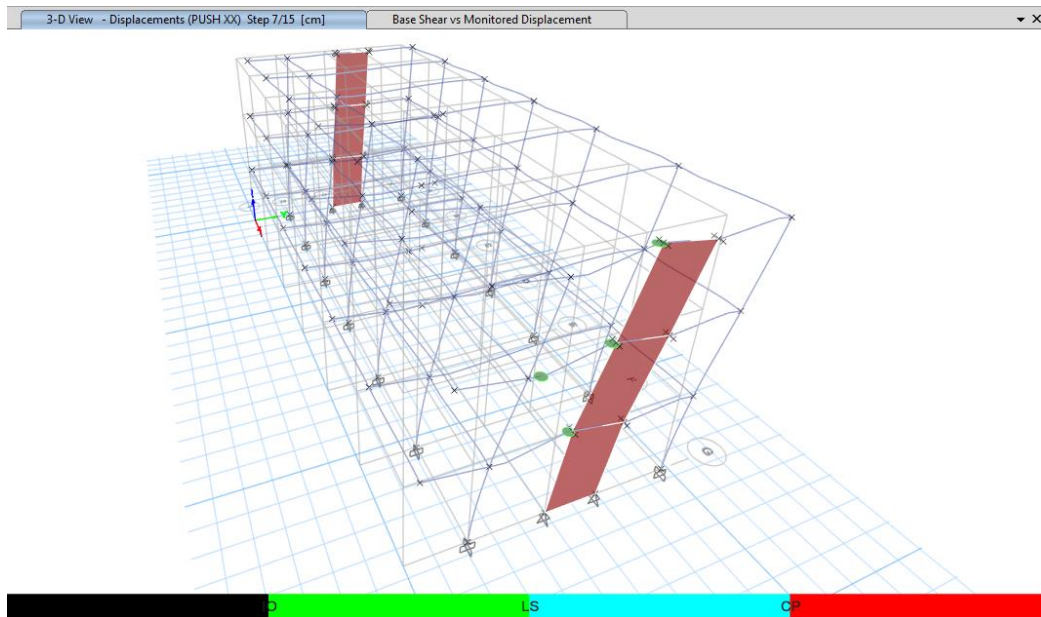 3-D View - Displacements (PUSH XX) Step 7/15 [cm]
Base Shear vs Monitored Displacement
G
IO
LS
CP